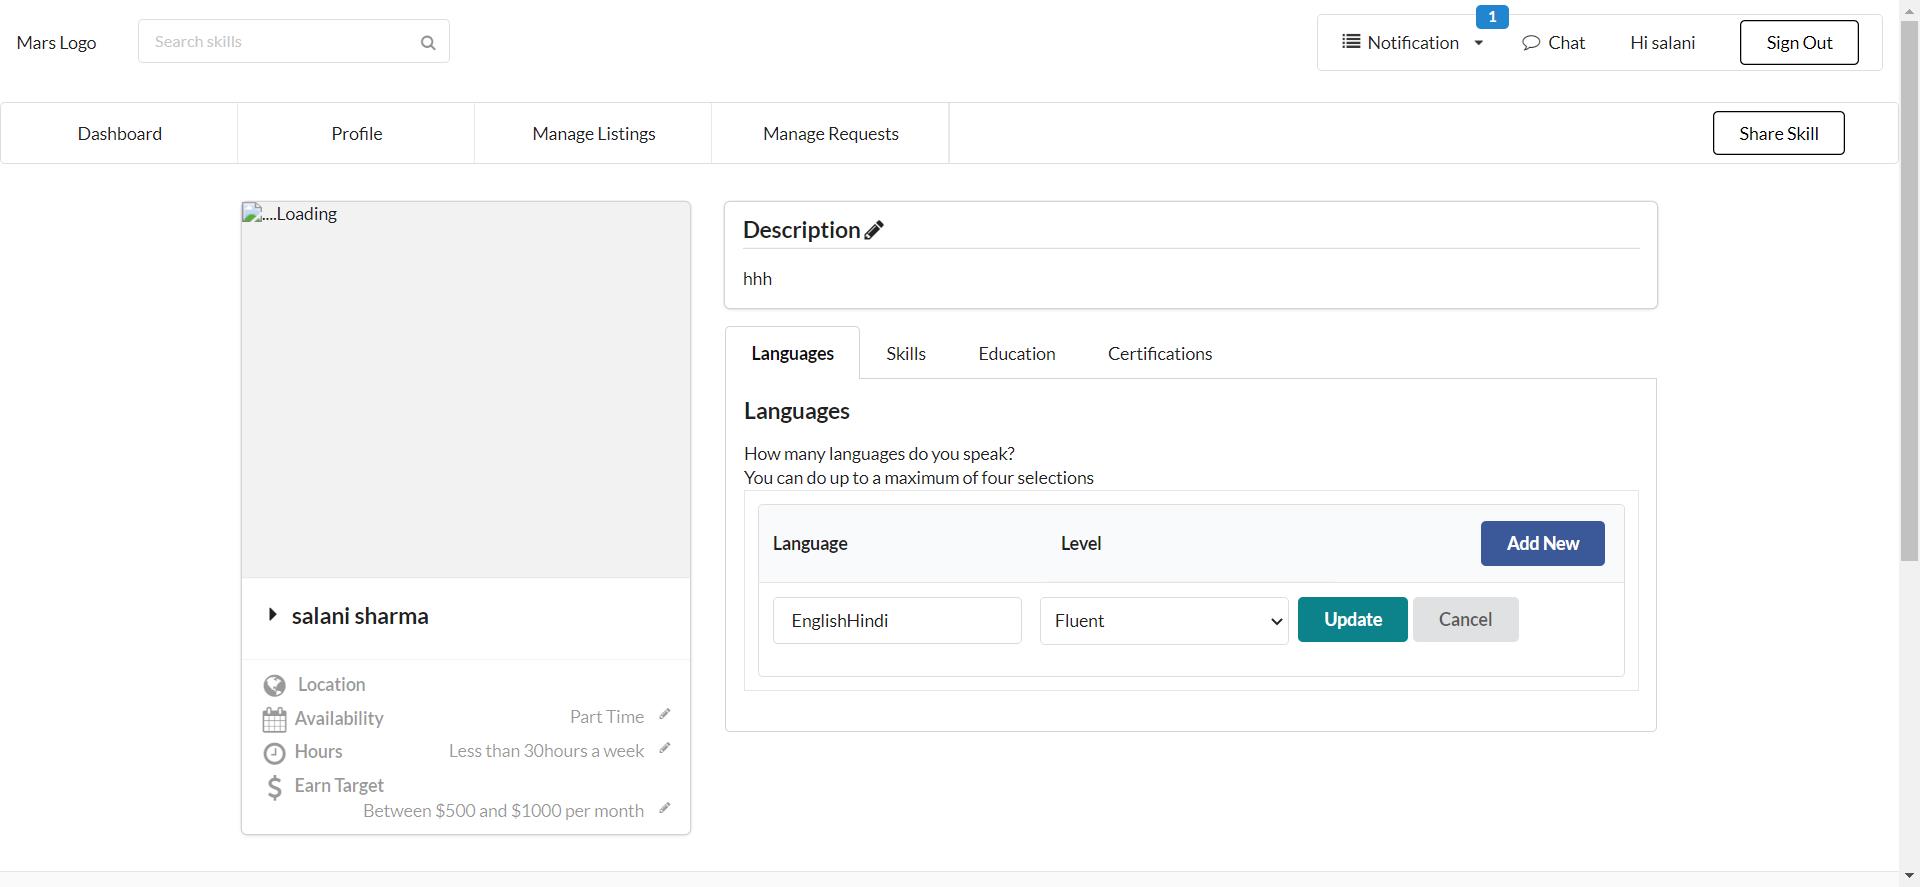 Mars Logo
Search skills
1
Notification
Chat
Hi salani
Sign Out
Dashboard
Profile
Manage Listings
Manage Requests
Share Skill
....Loading
salani sharma
Location
Availability
Part Time
Hours
Less than 30hours a week
Earn Target
Between $500 and $1000 per month
Description
hhh
Languages
Skills
Education
Certifications
Languages
How many languages do you speak?
You can do up to a maximum of four selections
Language
Level
Add New
EnglishHindi
Fluent
Update
Cancel